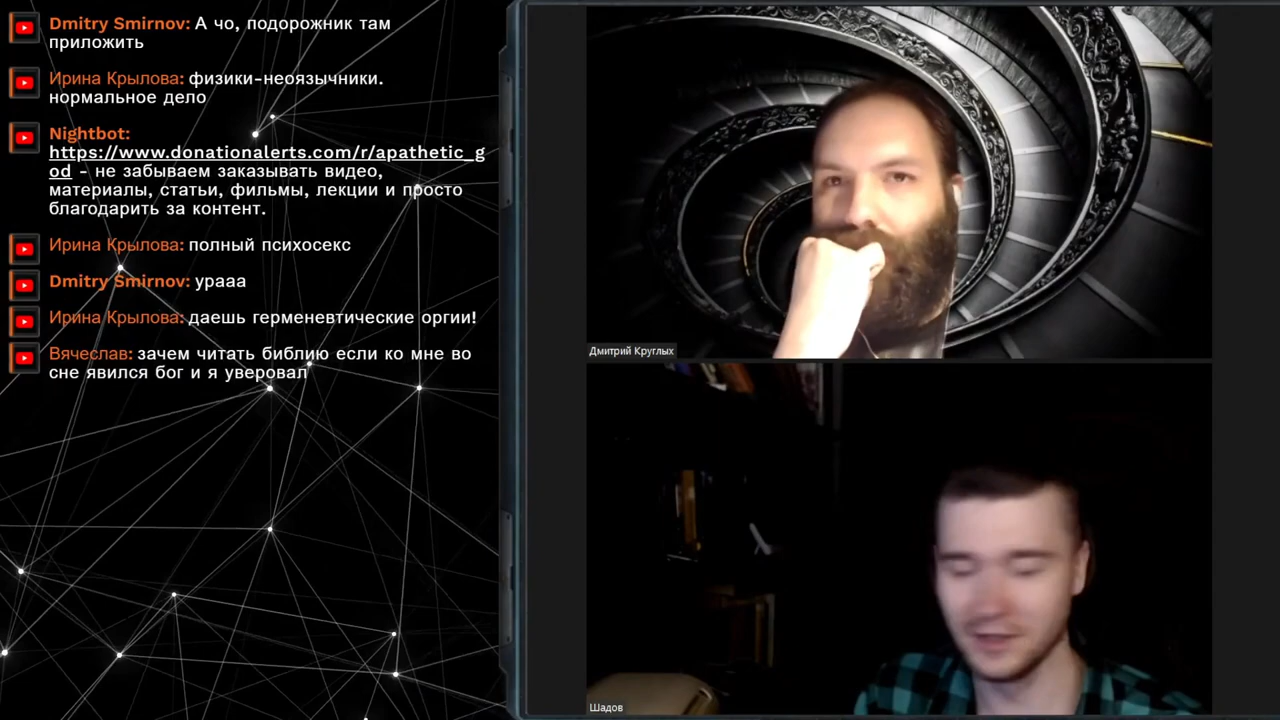 Dmitry Smirnov: А чо, подорожник там
приложить
Ирина Крылова: физики-неоязычники.
нормальное дело
Nightbot:
https://www.donationalerts.com/r/apathetic_g
od - не забываем заказывать видео,
материалы, статьи, фильмы, лекции и просто
благодарить за контент.
Ирина Крылова: полный психосекс
Dmitry Smirnov: урааа
Ирина Крылова: даешь герменевтические оргии!
Вячеслав: зачем читать библию если ко мне во
сне явился бог и я уверовал
Дмитрий Круглых
Шадов